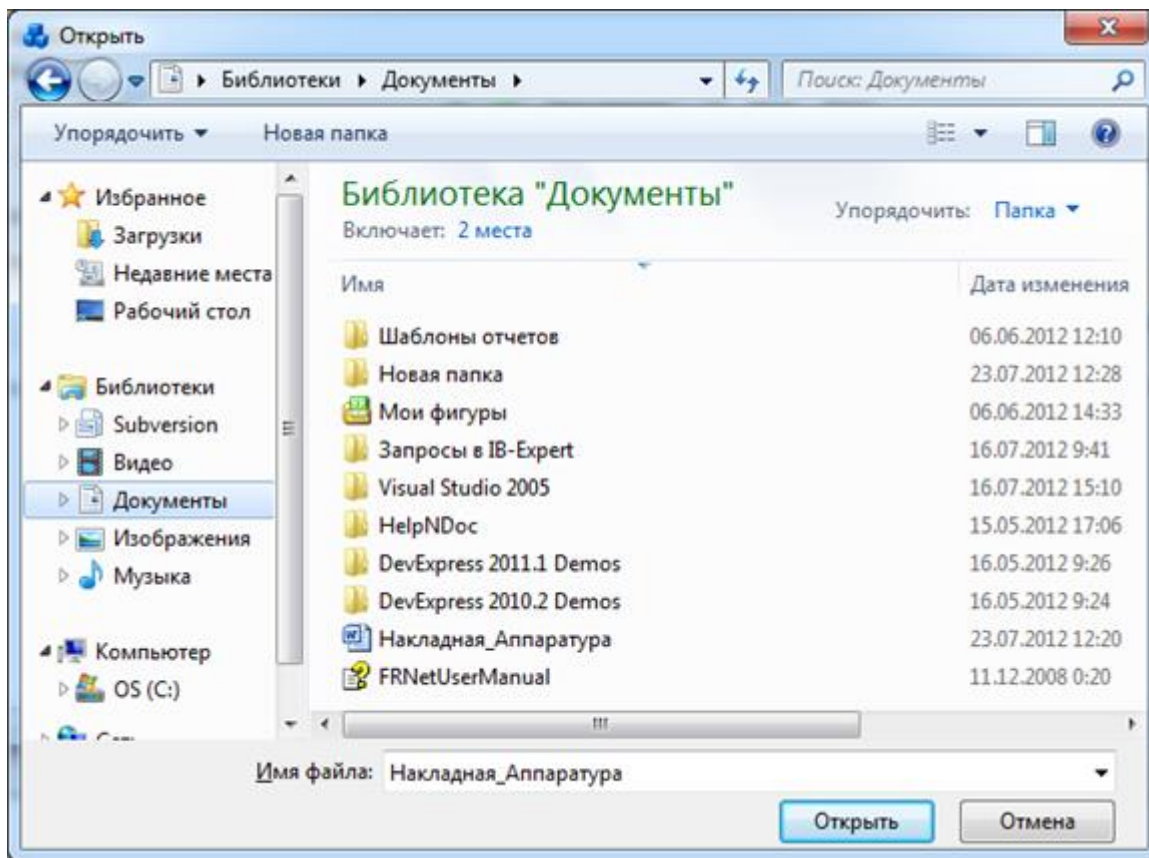 Открыть
Библиотеки Документы
Поиск: Документы
Упорядочить Новая папка
Избранное
Загрузки
Недавние места
Рабочий стол
Библиотеки
Subversion
Видео
Документы
Изображения
Музыка
Компьютер
OS (C:)
Библиотека "Документы"
Включает: 2 места
Упорядочить: Папка
Имя Дата изменения
Шаблоны отчетов 06.06.2012 12:10
Новая папка 23.07.2012 12:28
Мои фигуры 06.06.2012 14:33
Запросы в IB-Expert 16.07.2012 9:41
Visual Studio 2005 16.07.2012 15:10
HelpNDoc 15.05.2012 17:06
DevExpress 2011.1 Demos 16.05.2012 9:26
DevExpress 2010.2 Demos 16.05.2012 9:24
Накладная_Аппаратура 23.07.2012 12:20
FRNetUserManual 11.12.2008 0:20
Имя файла: Накладная_Аппаратура
Открыть Отмена